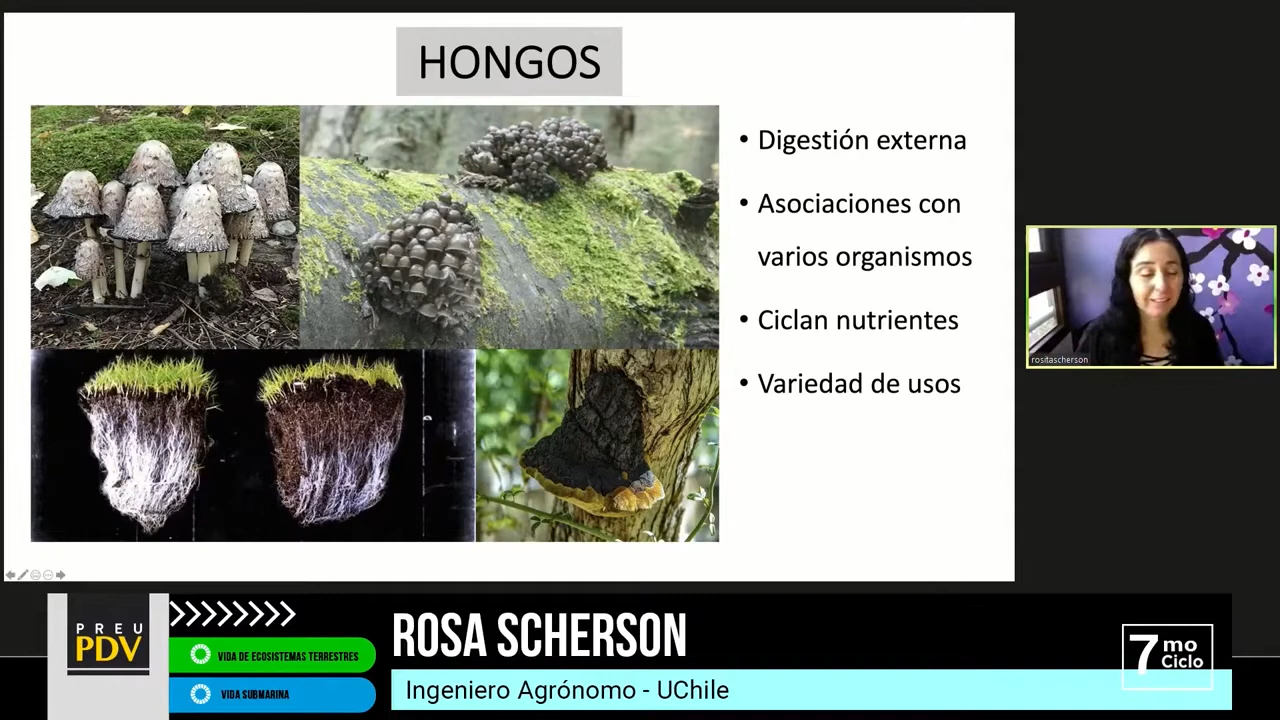 HONGOS
• Digestión externa
• Asociaciones con
varios organismos
• Ciclan nutrientes
• Variedad de usos
rositascherson
PREU
PDV
VIDA DE ECOSISTEMAS TERRESTRES
VIDA SUBMARINA
ROSA SCHERSON
Ingeniero Agrónomo - UChile
7mo
Ciclo